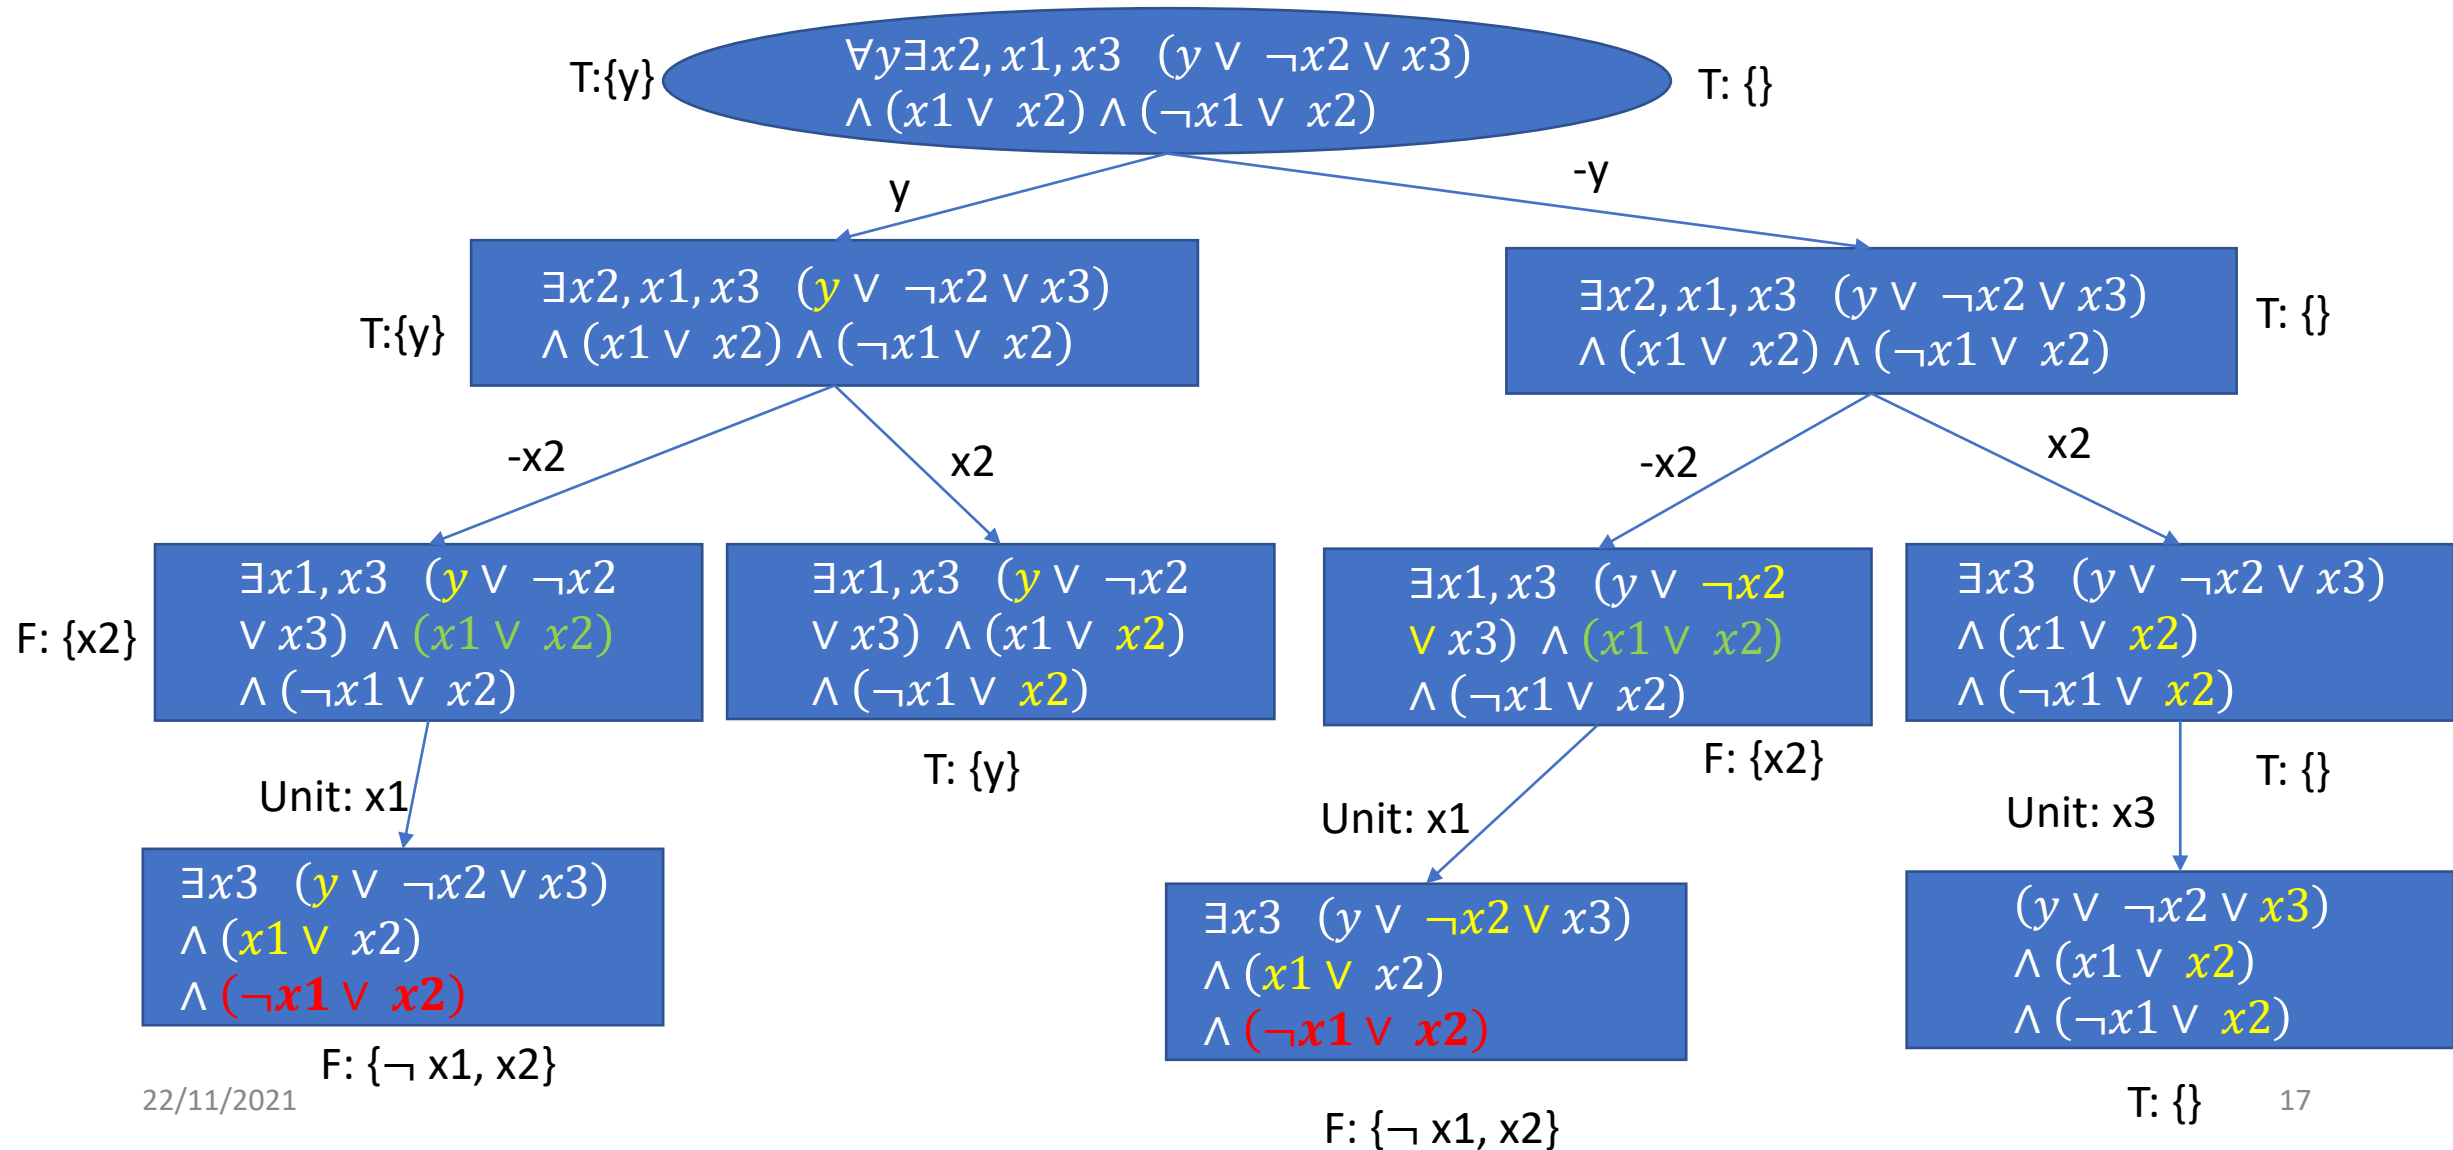 T:{y}
∀y∃x2, x1, x3 (y ∨ ¬x2 ∨ x3)
∧ (x1 ∨ x2) ∧ (¬x1 ∨ x2)
T: {}
y
-y
T:{y}
∃x2, x1, x3 (y ∨ ¬x2 ∨ x3)
∧ (x1 ∨ x2) ∧ (¬x1 ∨ x2)
∃x2, x1, x3 (y ∨ ¬x2 ∨ x3)
∧ (x1 ∨ x2) ∧ (¬x1 ∨ x2)
T: {}
-x2
x2
-x2
x2
F: {x2}
∃x1, x3 (y ∨ ¬x2
∨ x3) ∧ (x1 ∨ x2)
∧ (¬x1 ∨ x2)
∃x1, x3 (y ∨ ¬x2
∨ x3) ∧ (x1 ∨ x2)
∧ (¬x1 ∨ x2)
T: {y}
∃x1, x3 (y ∨ ¬x2
∨ x3) ∧ (x1 ∨ x2)
∧ (¬x1 ∨ x2)
F: {x2}
∃x3 (y ∨ ¬x2 ∨ x3)
∧ (x1 ∨ x2)
∧ (¬x1 ∨ x2)
T: {}
Unit: x1
Unit: x1
Unit: x3
∃x3 (y ∨ ¬x2 ∨ x3)
∧ (x1 ∨ x2)
∧ (¬x1 ∨ x2)
F: {¬ x1, x2}
∃x3 (y ∨ ¬x2 ∨ x3)
∧ (x1 ∨ x2)
∧ (¬x1 ∨ x2)
F: {¬ x1, x2}
(y ∨ ¬x2 ∨ x3)
∧ (x1 ∨ x2)
∧ (¬x1 ∨ x2)
T: {}
22/11/2021
17